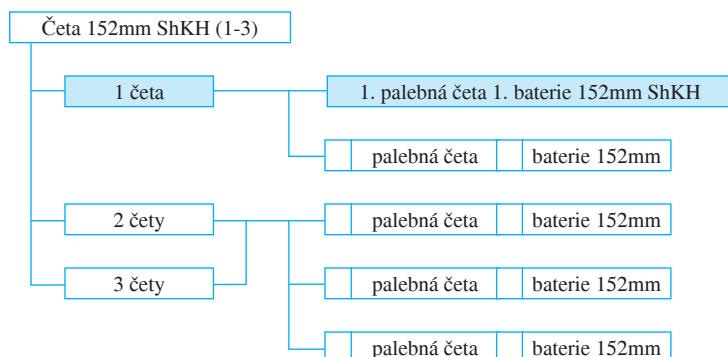 Četa 152mm ShKH (1-3)
1 četa
1. palebná četa 1. baterie 152mm ShKH
palebná četa baterie 152mm
2 čety
palebná četa baterie 152mm
3 čety
palebná četa baterie 152mm
palebná četa baterie 152mm